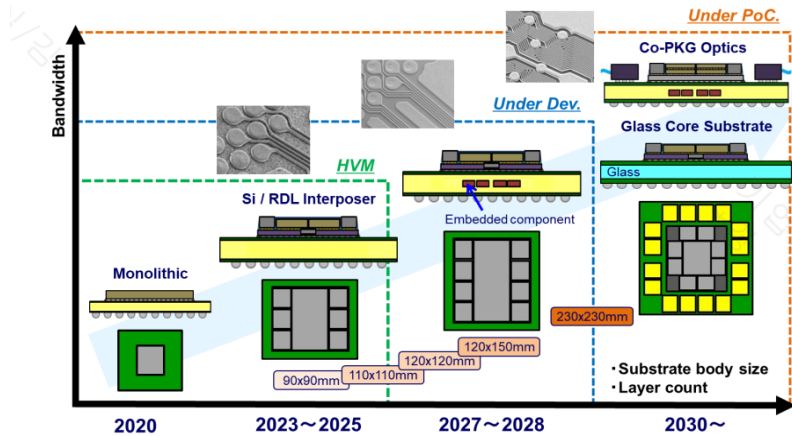 Under PoC.
Co-PKG Optics
Bandwidth
Under Dev.
Glass Core Substrate
HVM
Glass
Si / RDL Interposer
Embedded component
Monolithic
230x230mm
120x150mm
120x120mm
110x110mm
90x90mm
・Substrate body size
・Layer count
2020
2023～2025
2027～2028
2030～